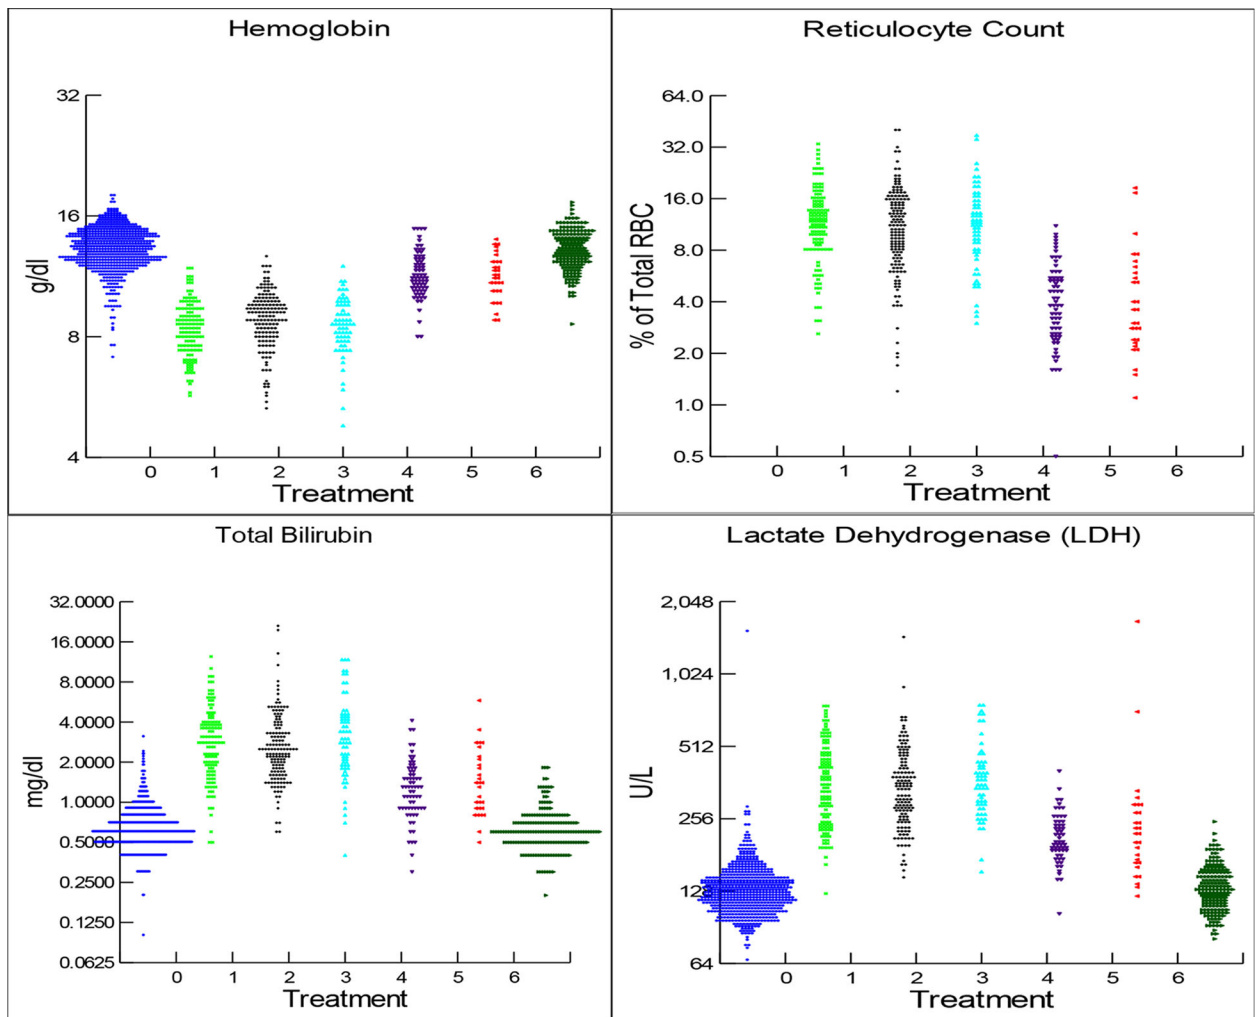 Hemoglobin
32
16
8
4
g/dl
0 1 2 3 4 5 6
Treatment
Reticulocyte Count
64.0
32.0
16.0
8.0
4.0
2.0
1.0
0.5
% of Total RBC
0 1 2 3 4 5 6
Treatment
Total Bilirubin
32.0000
16.0000
8.0000
4.0000
2.0000
1.0000
0.5000
0.2500
0.1250
0.0625
mg/dl
0 1 2 3 4 5 6
Treatment
Lactate Dehydrogenase (LDH)
2,048
1,024
512
256
128
64
U/L
0 1 2 3 4 5 6
Treatment